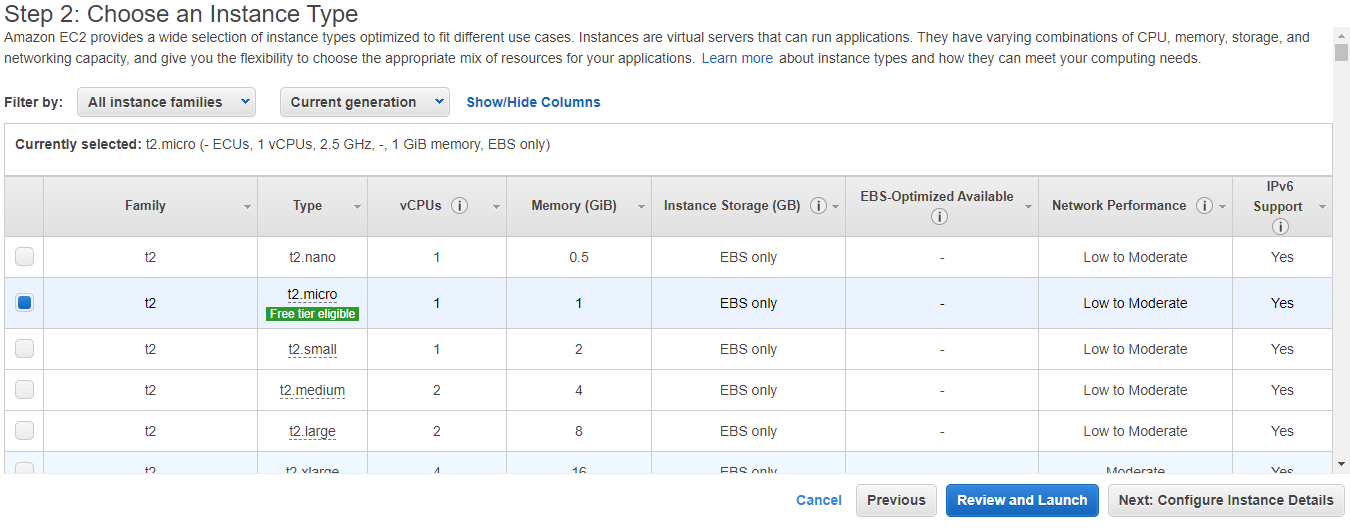 Step 2: Choose an Instance Type
Amazon EC2 provides a wide selection of instance types optimized to fit different use cases. Instances are virtual servers that can run applications. They have varying combinations of CPU, memory, storage, and
networking capacity, and give you the flexibility to choose the appropriate mix of resources for your applications. Learn more about instance types and how they can meet your computing needs.
Filter by: All instance families Current generation Show/Hide Columns
Currently selected: t2.micro (- ECUs, 1 vCPUs, 2.5 GHz, -, 1 GiB memory, EBS only)
Family Type vCPUs Memory (GiB) Instance Storage (GB) EBS-Optimized Available Network Performance IPv6 Support
t2 t2.nano 1 0.5 EBS only - Low to Moderate Yes
t2 t2.micro 1 1 EBS only - Low to Moderate Yes
Free tier eligible
t2 t2.small 1 2 EBS only - Low to Moderate Yes
t2 t2.medium 2 4 EBS only - Low to Moderate Yes
t2 t2.large 2 8 EBS only - Low to Moderate Yes
t2 t2.xlarge 4 16 EBS only Moderate Yes
Cancel Previous Review and Launch Next: Configure Instance Details